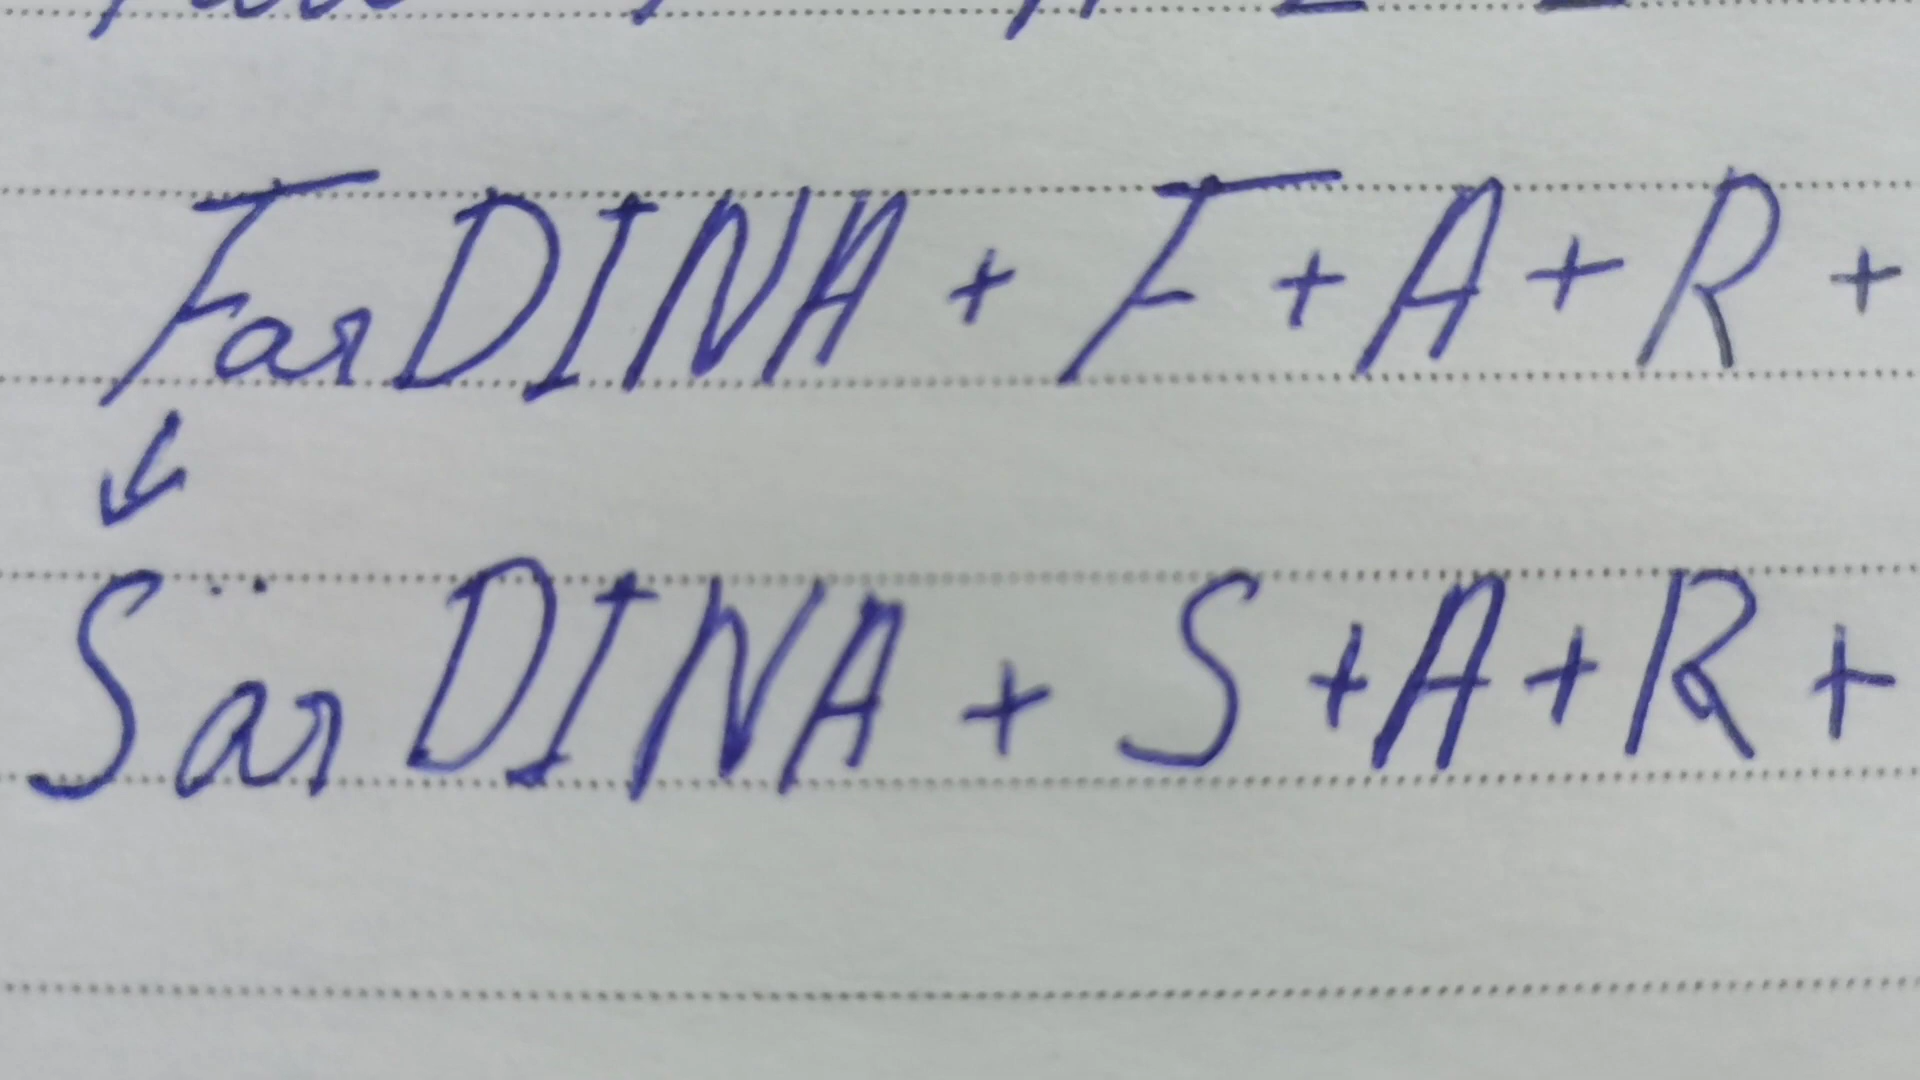 FarDINA + F + A + R +
↓
SärDINA + S + A + R +